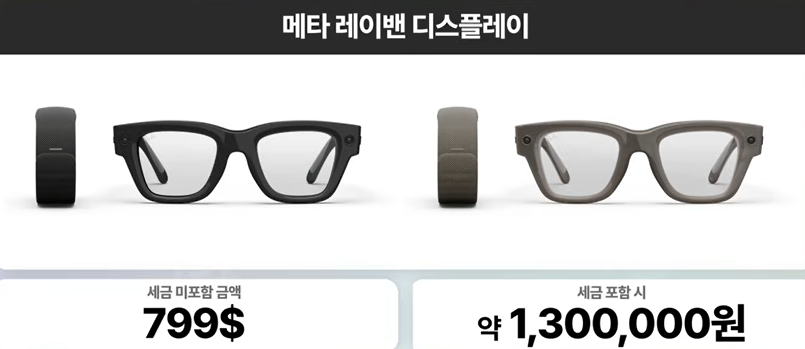 메타 레이밴 디스플레이
세금 미포함 금액
799$
세금 포함 시
약 1,300,000원